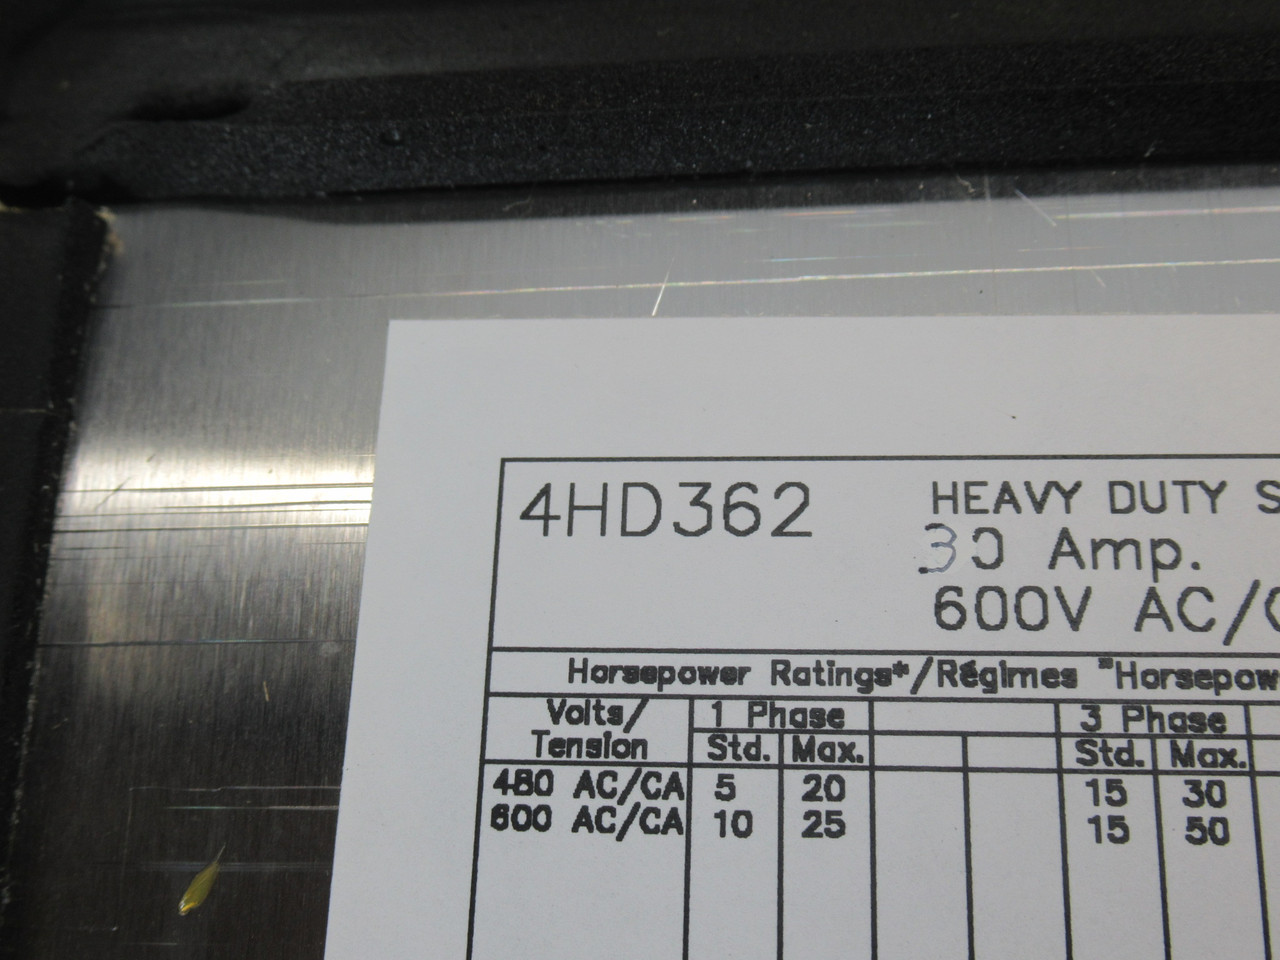 4HD362
HEAVY DUTY S
30 Amp.
600V AC/C
Horsepower Ratings*/Régimes "Horsepow
Volts/ 1 Phase 3 Phase
Tension Std. Max. Std. Max.
480 AC/CA 5 20 15 30
600 AC/CA 10 25 15 50